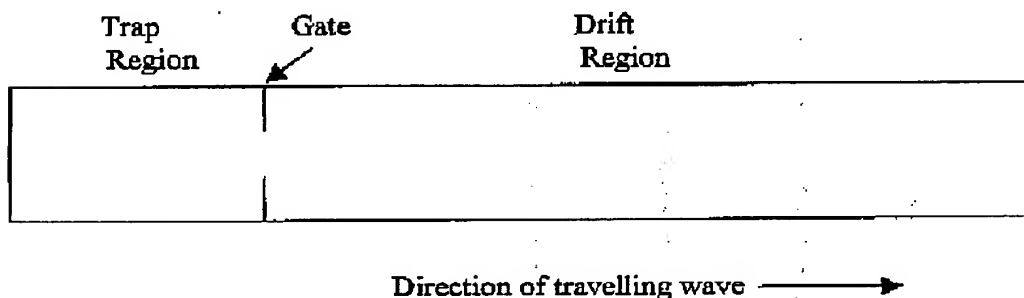 Trap
Region
Gate
Drift
Region
Direction of travelling wave